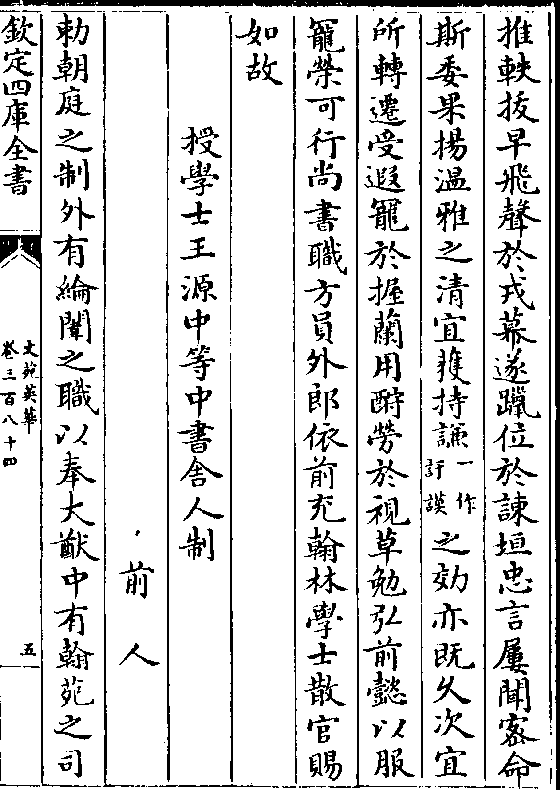 推軼拔早飛聲於戎幕遂躐位於諫垣忠言屢聞密命
斯委果揚溫雅之清宜獲持謙一作訏謨之効亦既久次宜
所轉遷受遐寵於握蘭用酧勞於視草勉弘前懿以服
寵榮可行尚書職方員外郎依前充翰林學士散官賜
如故
授學士王源中等中書舎人制
前人
勅朝庭之制外有綸闈之職以奉大猷中有翰苑之司
欽定四庫全書
文苑英華
卷三百八十四
五